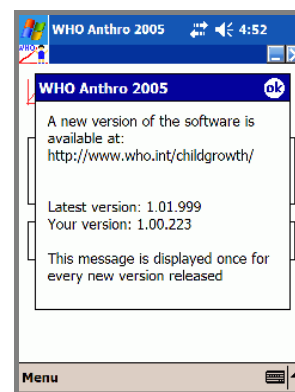 WHO Anthro 2005 4:52
WHO
WHO Anthro 2005 ok
A new version of the software is
available at:
http://www.who.int/childgrowth/
Latest version: 1.01.999
Your version: 1.00.223
This message is displayed once for
every new version released
Menu